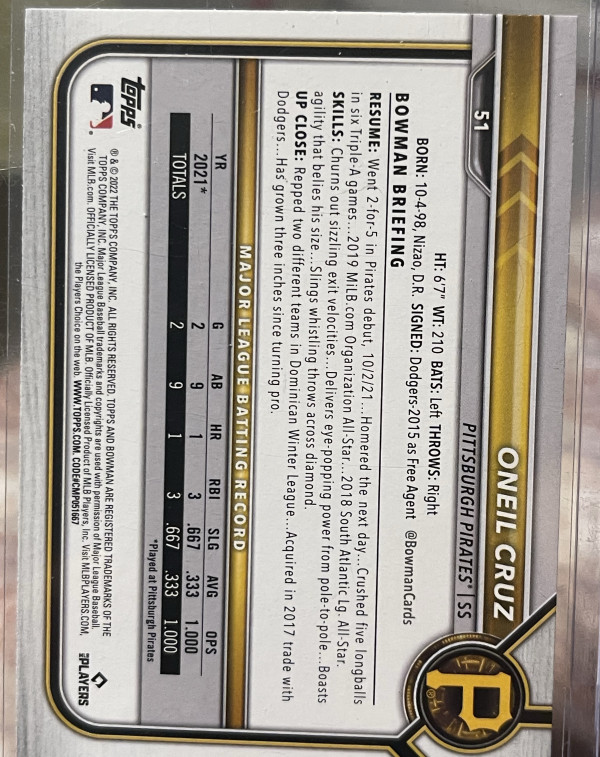 51
ONEIL CRUZ
PITTSBURGH PIRATES® | SS
HT: 6'7" WT: 210 BATS: Left THROWS: Right
BORN: 10-4-98, Nizao, D.R. SIGNED: Dodgers-2015 as Free Agent @BowmanCards
BOWMAN BRIEFING
RESUME: Went 2-for-5 in Pirates debut, 10/2/21...Homered the next day...Crushed five longballs
in six Triple-A games...2019 MiLB.com Organization All-Star...2018 South Atlantic Lg. All-Star.
SKILLS: Churns out sizzling exit velocities...Delivers eye-popping power from pole-to-pole...Boasts
agility that belies his size...Slings whistling throws across diamond.
UP CLOSE: Repped two different teams in Dominican Winter League...Acquired in 2017 trade with
Dodgers...Has grown three inches since turning pro.
MAJOR LEAGUE BATTING RECORD
YR G AB HR RBI SLG AVG OPS
2021* 2 9 1 3 .667 .333 1.000
TOTALS 2 9 1 3 .667 .333 1.000
*Played at Pittsburgh Pirates
topps®
® & © 2022 THE TOPPS COMPANY, INC. ALL RIGHTS RESERVED. TOPPS AND BOWMAN ARE REGISTERED TRADEMARKS OF THE
TOPPS COMPANY, INC. Major League Baseball trademarks and copyrights are used with permission of Major League Baseball.
Visit MLB.com. OFFICIALLY LICENSED PRODUCT OF MLB. Officially Licensed Product of MLB Players, Inc. Visit MLBPLAYERS.COM,
the Players Choice on the web. WWW.TOPPS.COM. CODE#CMP051667
MLB PLAYERS